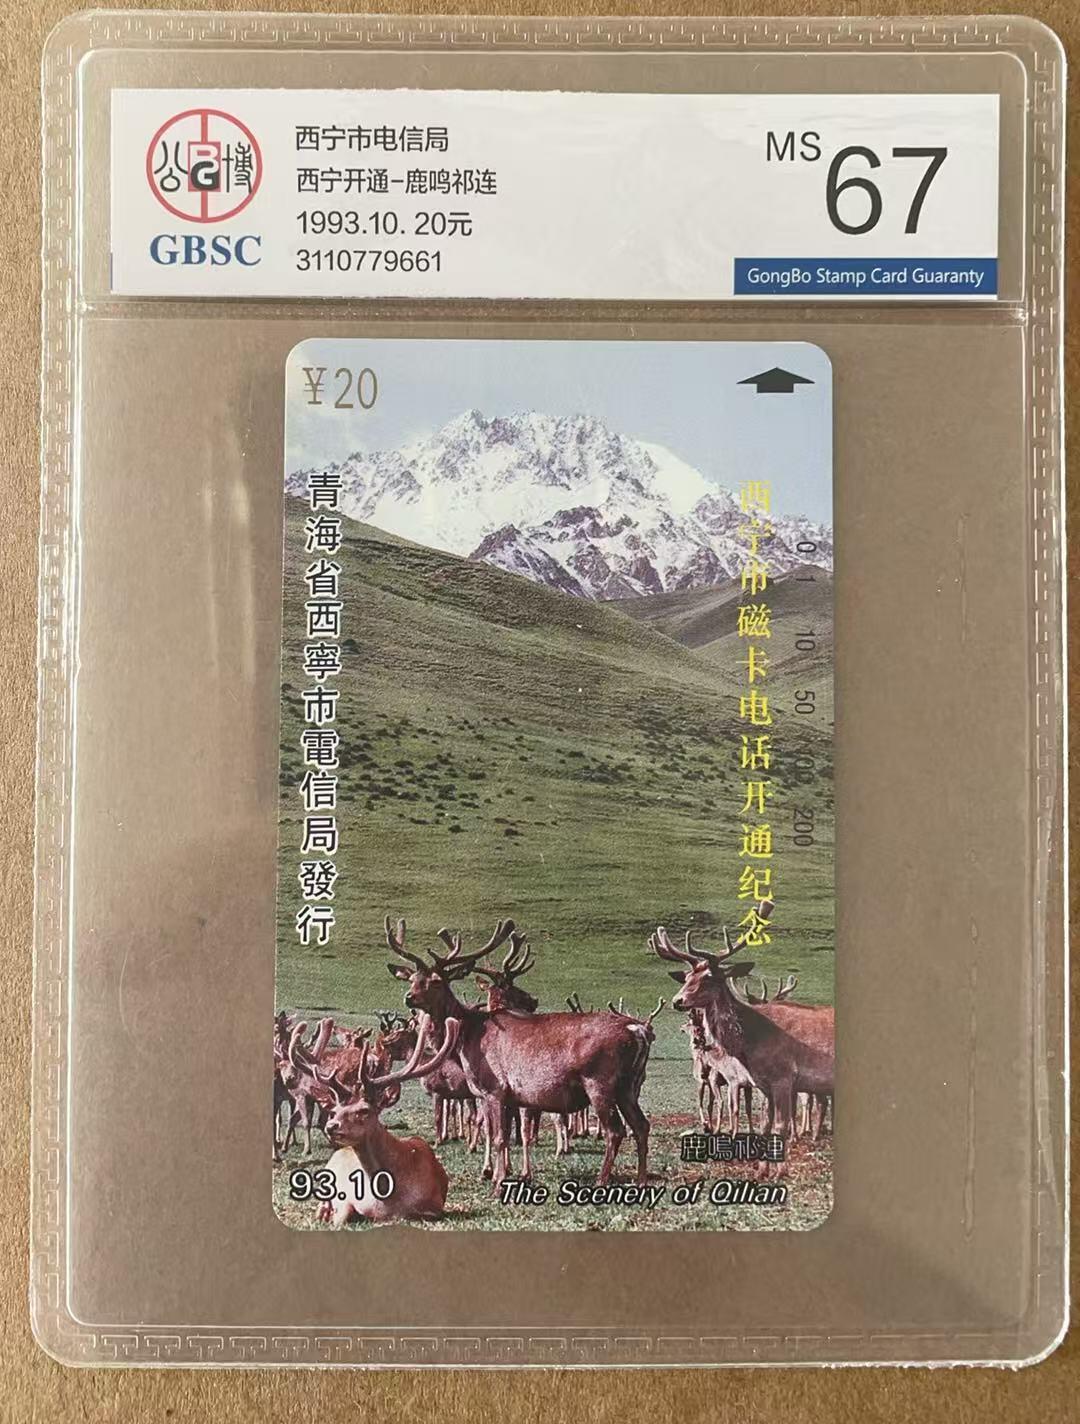 公博
BG
GBSC
西宁市电信局
西宁开通-鹿鸣祁连
1993.10. 20元
3110779661
MS 67
GongBo Stamp Card Guaranty
¥20
青海省西寧市電信局發行
西宁市磁卡电话开通纪念
0 1 10 50 100 200
鹿鳴祁連
93.10
The Scenery of Qilian